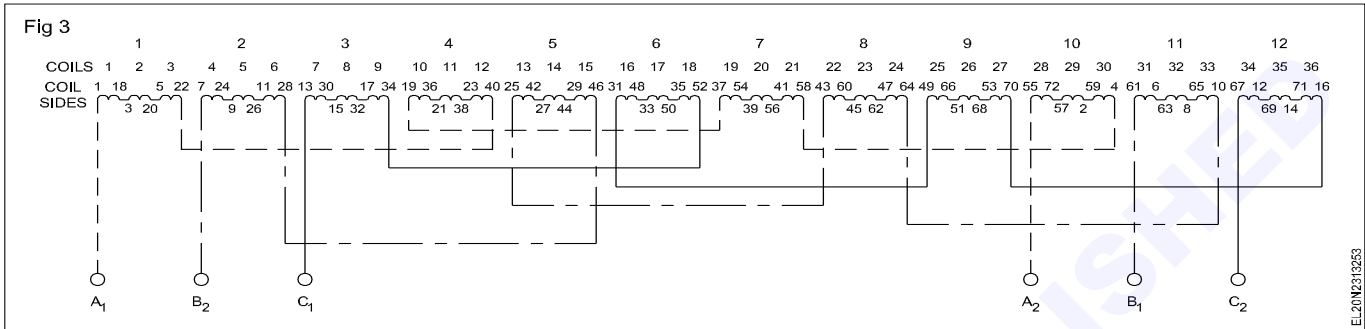 Fig 3
1 2 3 4 5 6 7 8 9 10 11 12
COILS 1 2 3 4 5 6 7 8 9 10 11 12 13 14 15 16 17 18 19 20 21 22 23 24 25 26 27 28 29 30 31 32 33 34 35 36
COIL 1 18 5 22 7 24 11 28 13 30 17 34 19 36 23 40 25 42 29 46 31 48 35 52 37 54 41 58 43 60 47 64 49 66 53 70 55 72 59 4 61 6 65 10 67 12 71 16
SIDES 3 20 9 26 15 32 21 38 27 44 33 50 39 56 45 62 51 68 57 2 63 8 69 14
A1 B2 C1 A2 B1 C2
EL20N2313253
ISHED